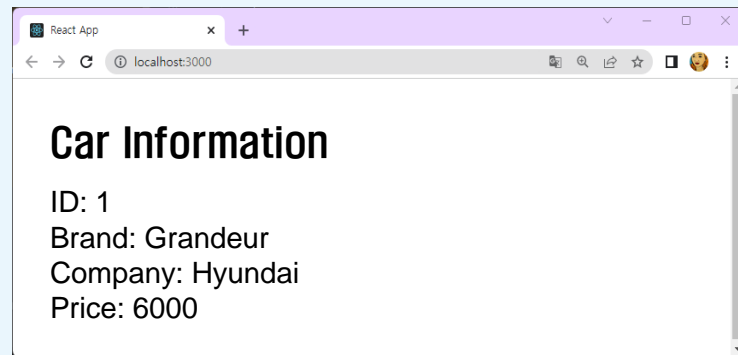 React App
localhost:3000
Car Information
ID: 1
Brand: Grandeur
Company: Hyundai
Price: 6000